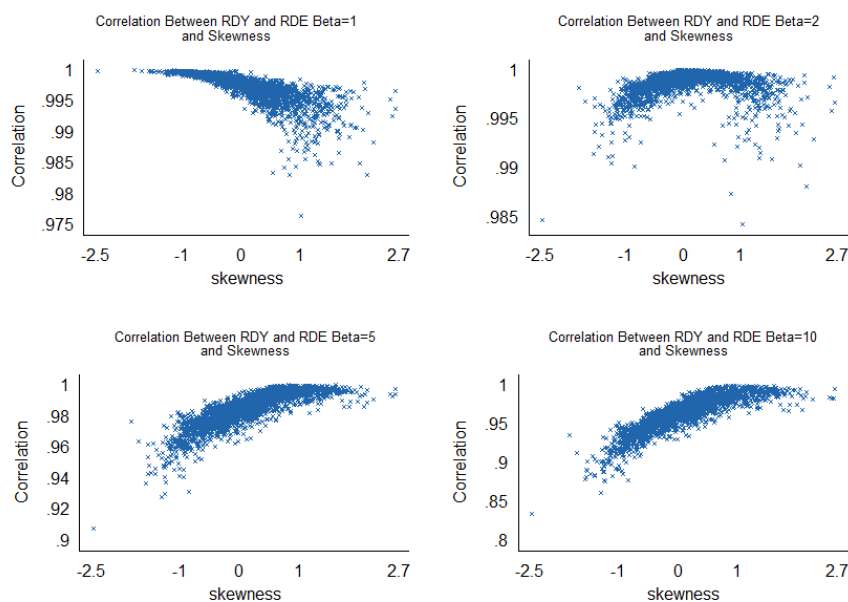 Correlation Between RDY and RDE Beta=1
and Skewness
1
.995
.99
.985
.98
.975
Correlation
-2.5 -1 0 1 2.7
skewness
Correlation Between RDY and RDE Beta=2
and Skewness
1
.995
.99
.985
Correlation
-2.5 -1 0 1 2.7
skewness
Correlation Between RDY and RDE Beta=5
and Skewness
1
.98
.96
.94
.92
.9
Correlation
-2.5 -1 0 1 2.7
skewness
Correlation Between RDY and RDE Beta=10
and Skewness
1
.95
.9
.85
.8
Correlation
-2.5 -1 0 1 2.7
skewness